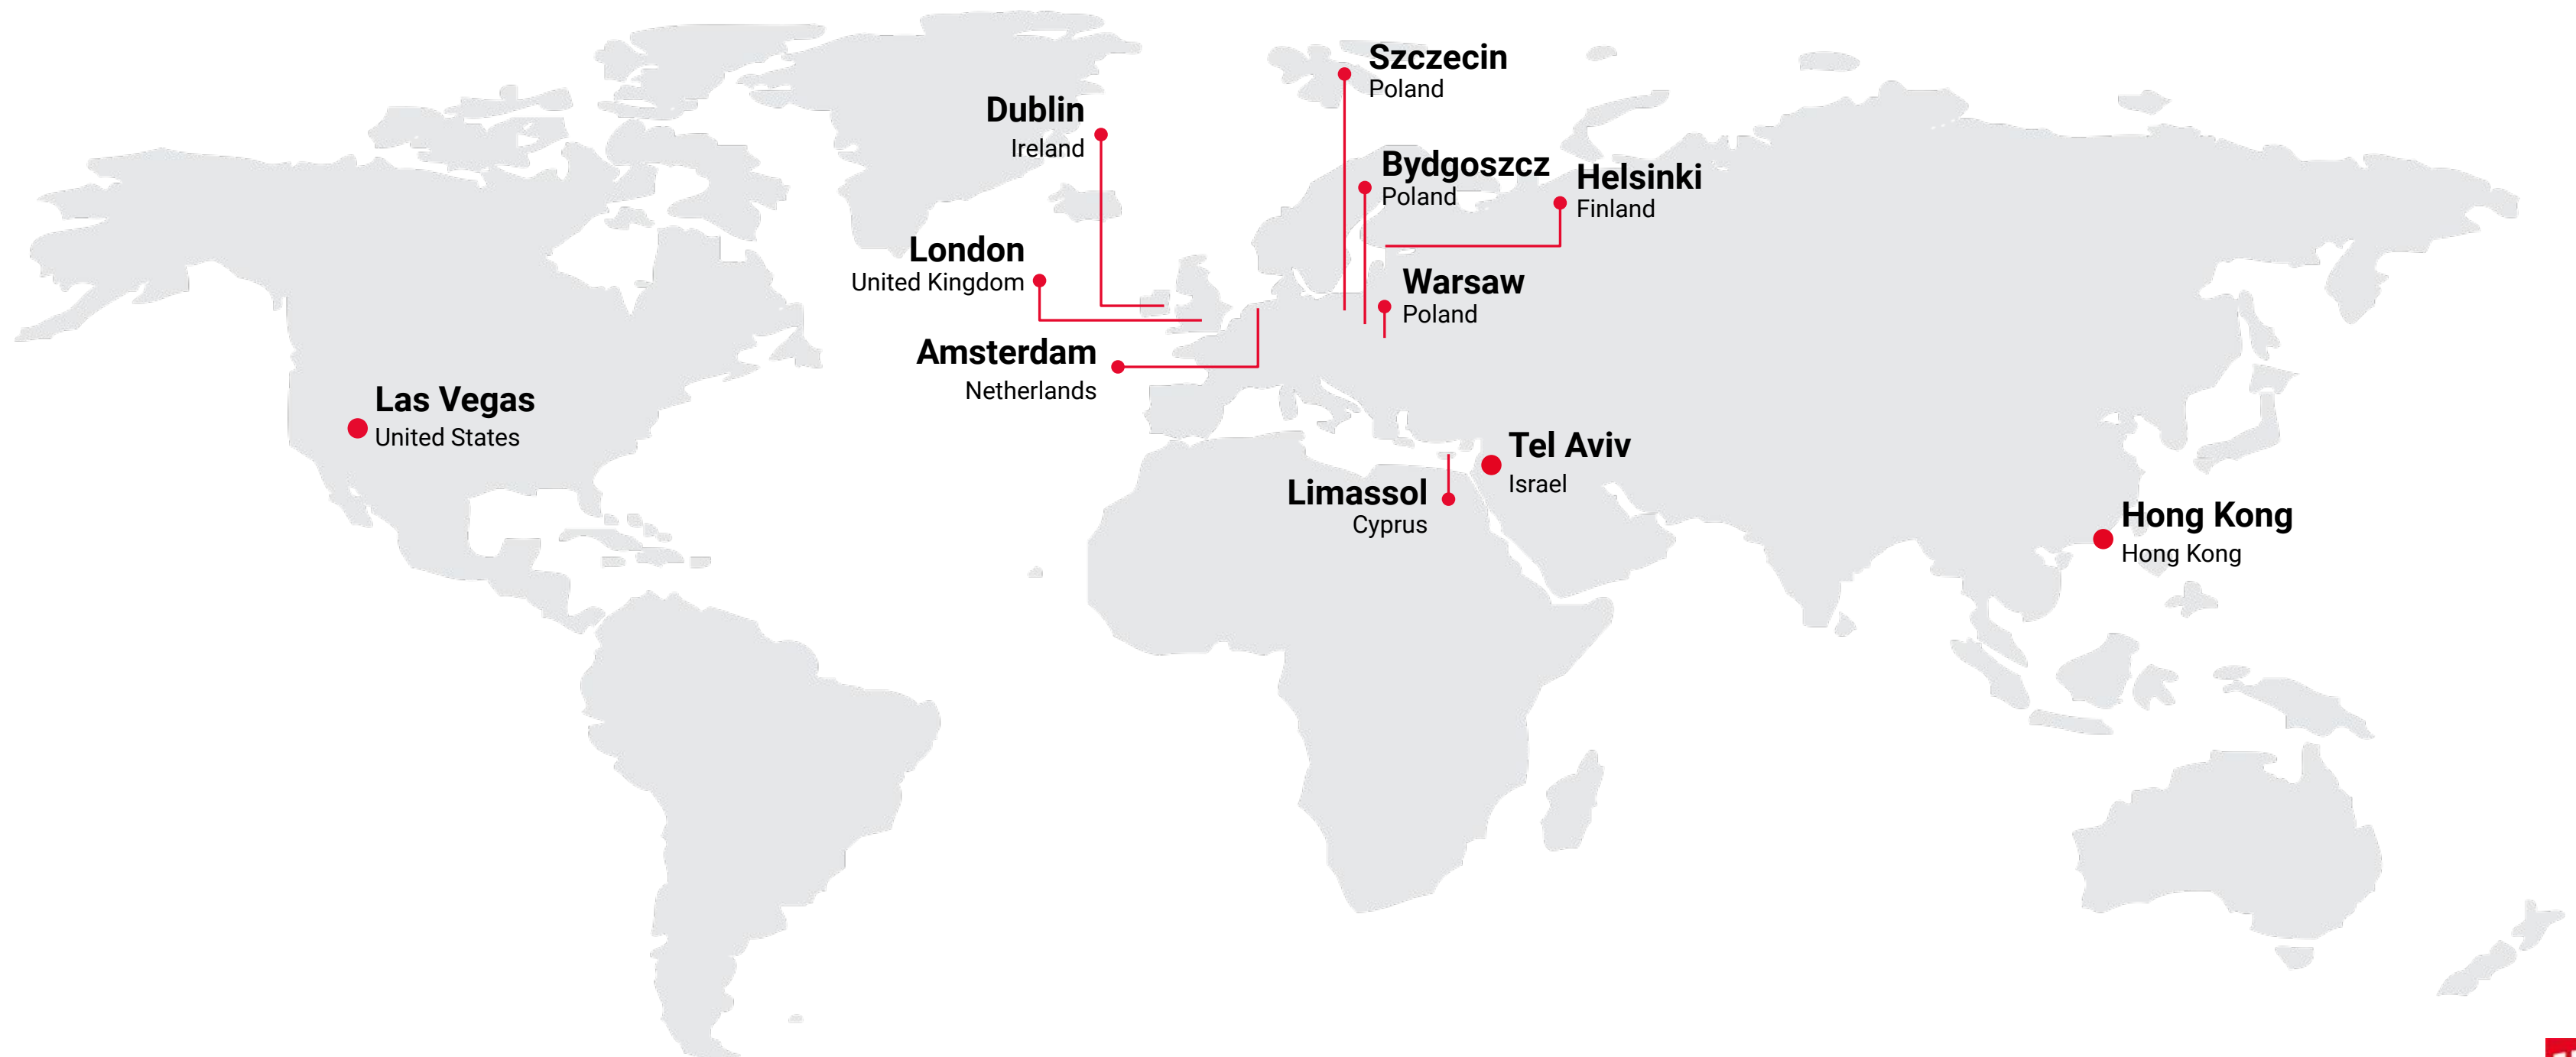 Szczecin
Poland
Dublin
Ireland
Bydgoszcz
Poland
Helsinki
Finland
London
United Kingdom
Warsaw
Poland
Amsterdam
Netherlands
Las Vegas
United States
Tel Aviv
Israel
Limassol
Cyprus
Hong Kong
Hong Kong